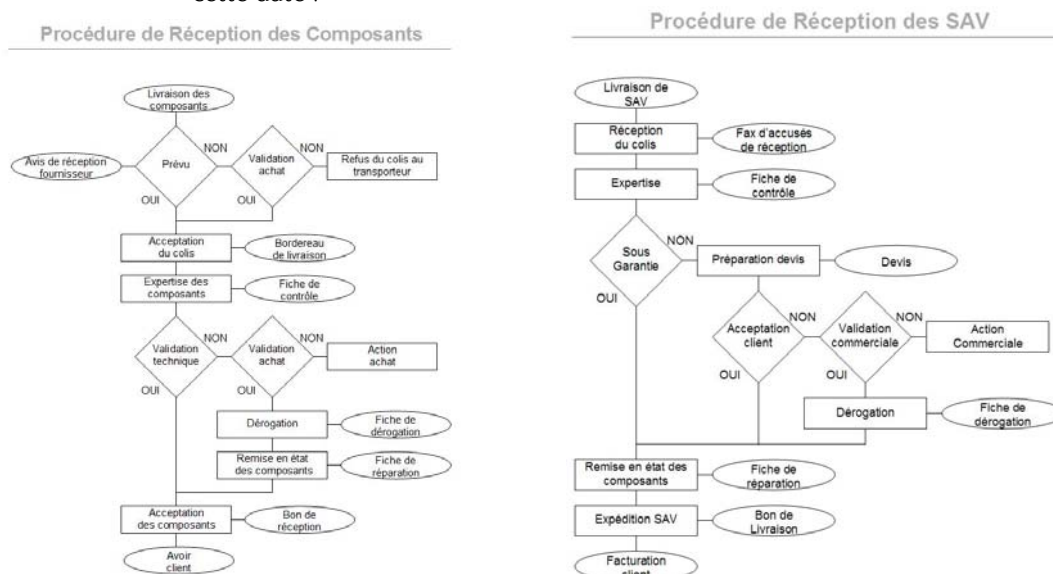 cette date :
Procédure de Réception des Composants
Livraison des
composants
Avis de réception
fournisseur
Prévu
NON
Validation
achat
NON
Refus du colis au
transporteur
OUI
OUI
Acceptation
du colis
Bordereau
de livraison
Expertise des
composants
Fiche de
contrôle
Validation
technique
NON
Validation
achat
NON
Action
achat
OUI
OUI
Dérogation
Fiche de
dérogation
Remise en état
des composants
Fiche de
réparation
Acceptation
des composants
Bon de
réception
Avoir
client
Procédure de Réception des SAV
Livraison de
SAV
Réception
du colis
Fax d'accusés
de réception
Expertise
Fiche de
contrôle
Sous
Garantie
NON
Préparation devis
Devis
OUI
Acceptation
client
NON
Validation
commerciale
NON
Action
Commerciale
OUI
OUI
Dérogation
Fiche de
dérogation
Remise en état des
composants
Fiche de
réparation
Expédition SAV
Bon de
Livraison
Facturation
client